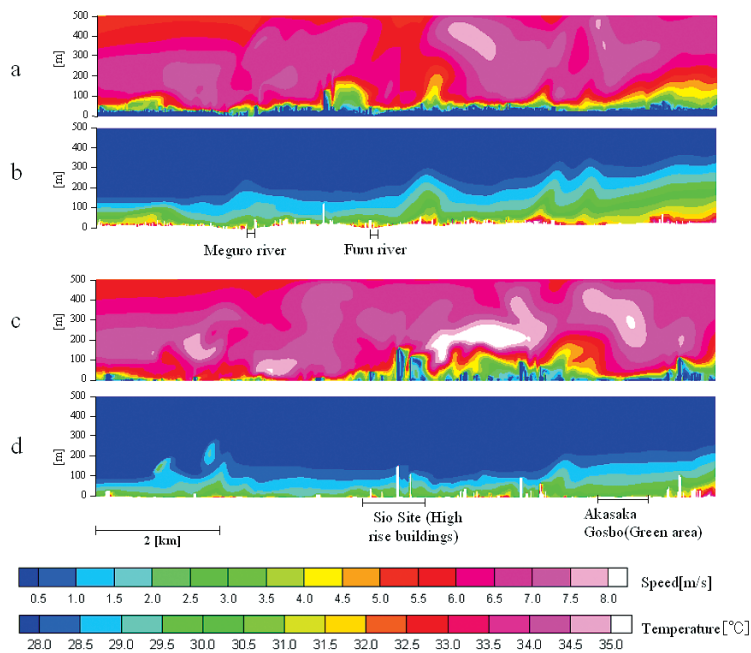 a
[m]
500
400
300
200
100
0
b
[m]
500
400
300
200
100
0
Meguro river
Furu river
c
[m]
500
400
300
200
100
0
d
[m]
500
400
300
200
100
0
2 [km]
Sio Site (High
rise buildings)
Akasaka
Gosho(Green area)
Speed[m/s]
0.5 1.0 1.5 2.0 2.5 3.0 3.5 4.0 4.5 5.0 5.5 6.0 6.5 7.0 7.5 8.0
Temperature[℃]
28.0 28.5 29.0 29.5 30.0 30.5 31.0 31.5 32.0 32.5 33.0 33.5 34.0 34.5 35.0